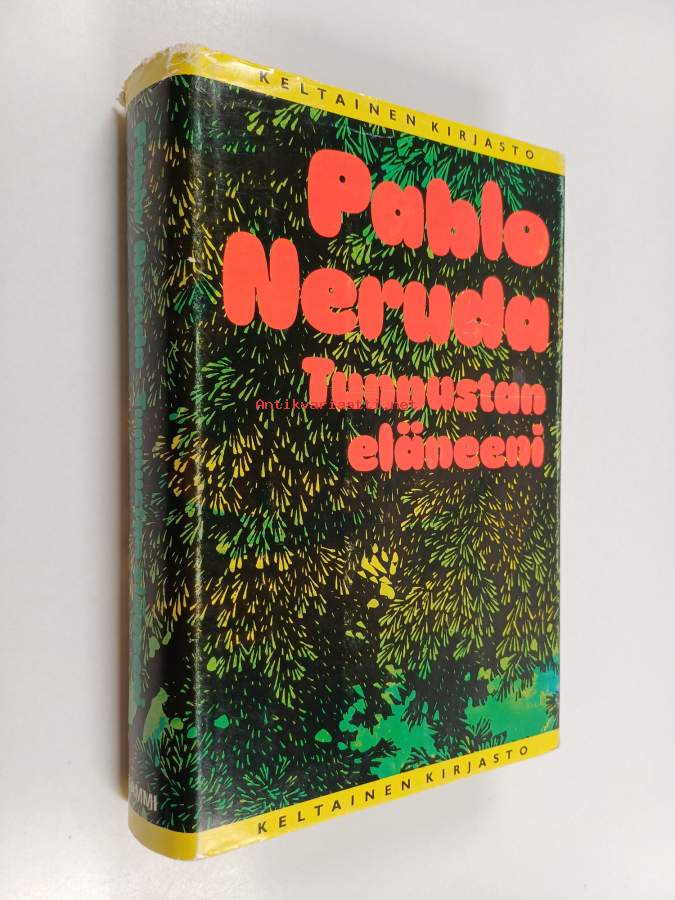 KELTAINEN KIRJASTO
Pablo
Neruda
Tunnustan
eläneeni
Antikvariaatti.net
KELTAINEN KIRJASTO